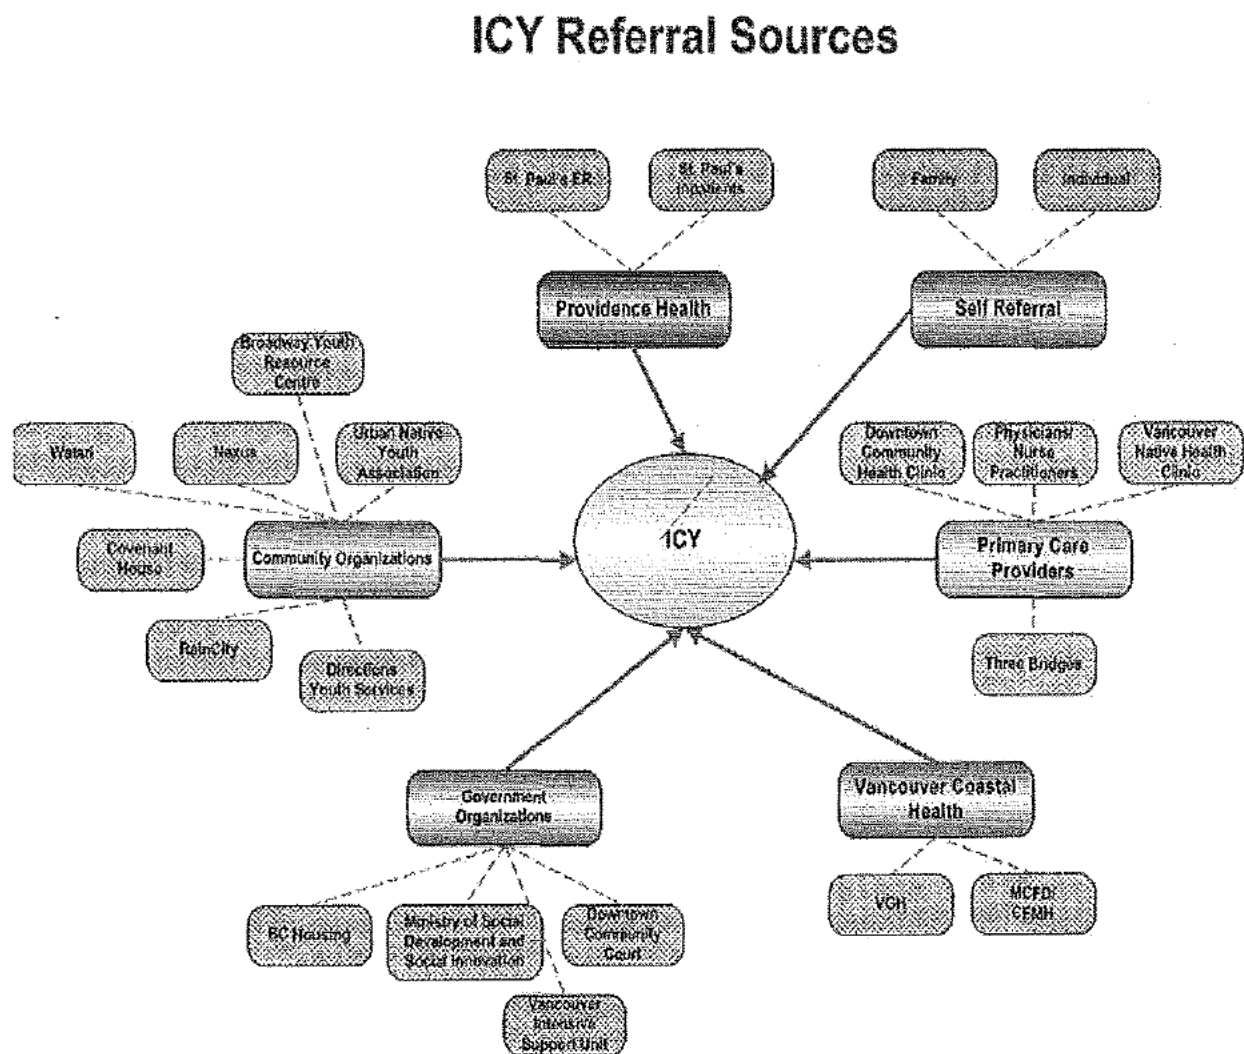 ICY Referral Sources
St. Paul's ER
St. Paul's
Inpatients
Family
Individual
Providence Health
Self Referral
Broadway Youth
Resource
Centre
Watari
Nexus
Urban Native
Youth
Association
Downtown
Community
Health Clinic
Physicians/
Nurse
Practitioners
Vancouver
Native Health
Clinic
Covenant
House
Community Organizations
ICY
Primary Care
Providers
RainCity
Directions
Youth Services
Three Bridges
Government
Organizations
Vancouver Coastal
Health
BC Housing
Ministry of Social
Development and
Social Innovation
Downtown
Community
Court
VGH
MCFD/
Vancouver
Intensive
Support Unit